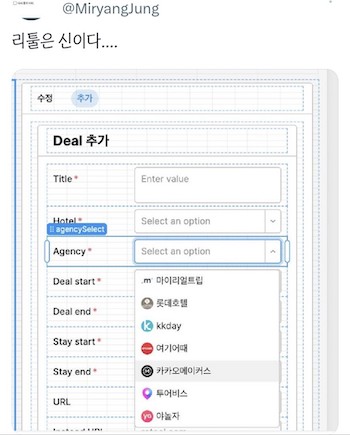 @MiryangJung
리툴은 신이다....
수정 추가
Deal 추가
Title * Enter value
Hotel * Select an option
agencySelect
Agency * Select an option
Deal start * .m 마이리얼트립
롯데호텔
Deal end * kkday
Stay start * 여기어때
Stay end * 카카오메이커스
투어비스
URL
야놀자